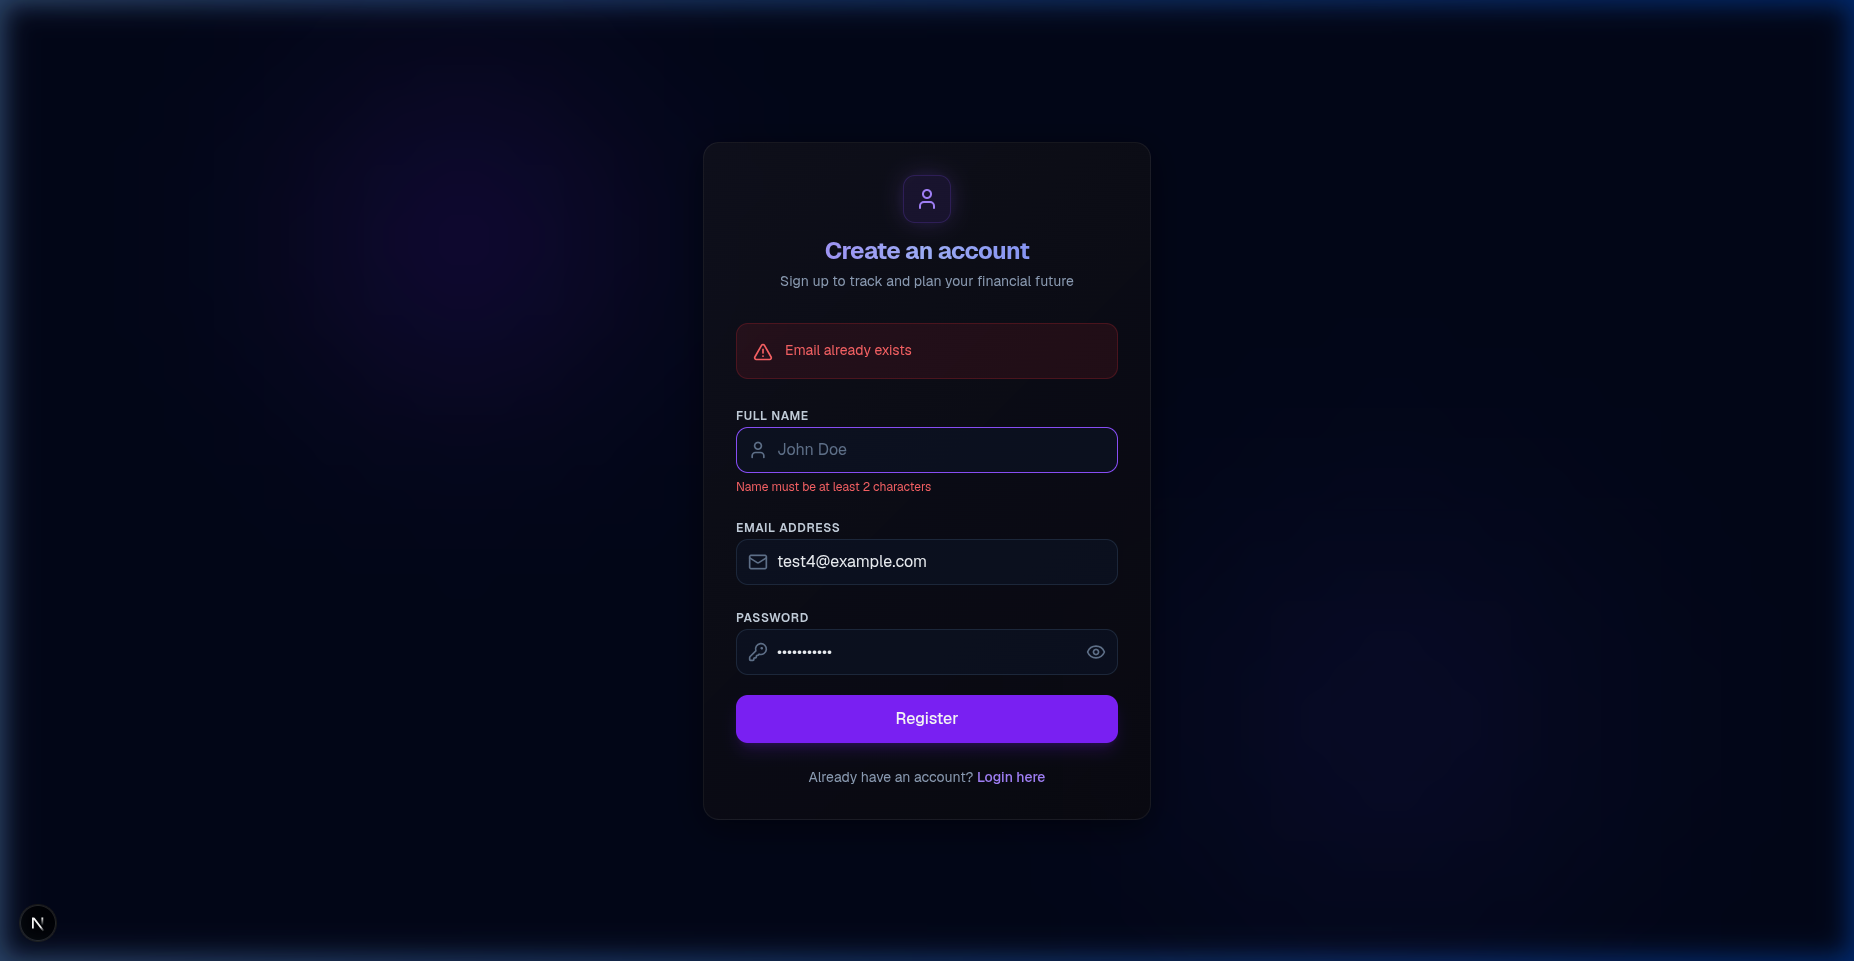 Create an account
Sign up to track and plan your financial future
Email already exists
FULL NAME
John Doe
Name must be at least 2 characters
EMAIL ADDRESS
test4@example.com
PASSWORD
•••••••••••
Register
Already have an account? Login here
N